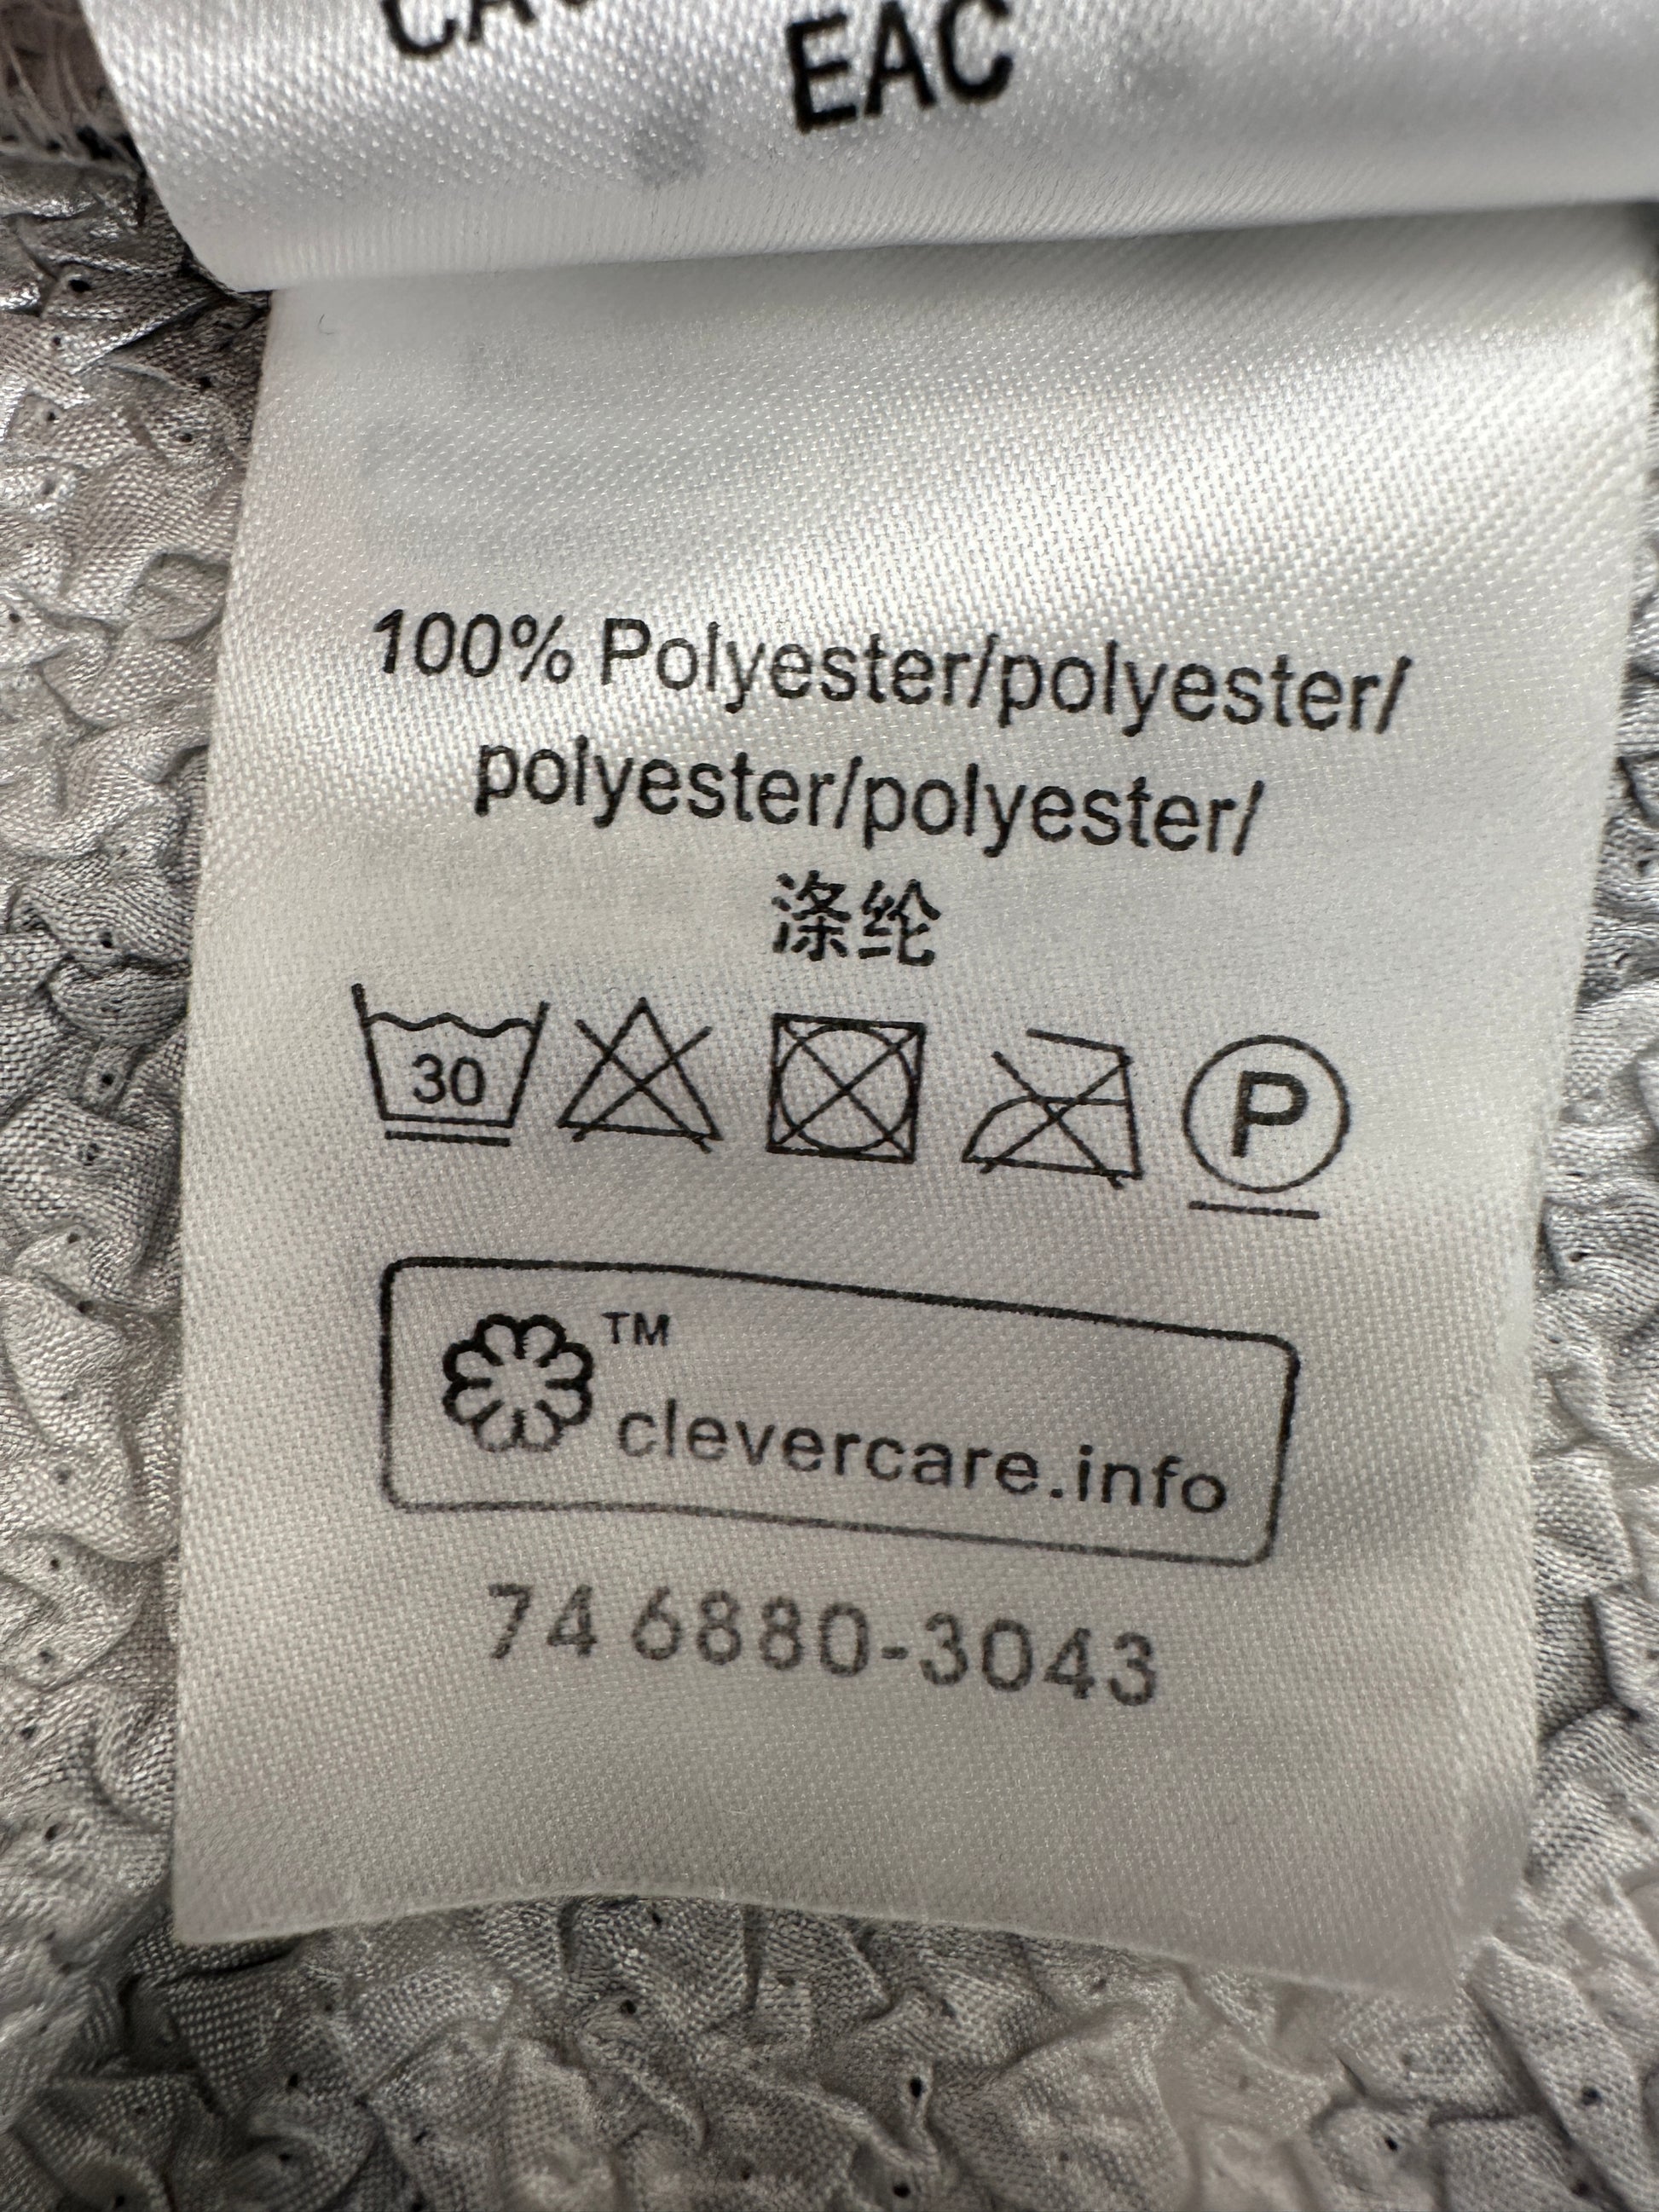 EAC
100% Polyester/polyester/
polyester/polyester/
涤纶
30
P
TM
clevercare.info
74 6880-3043